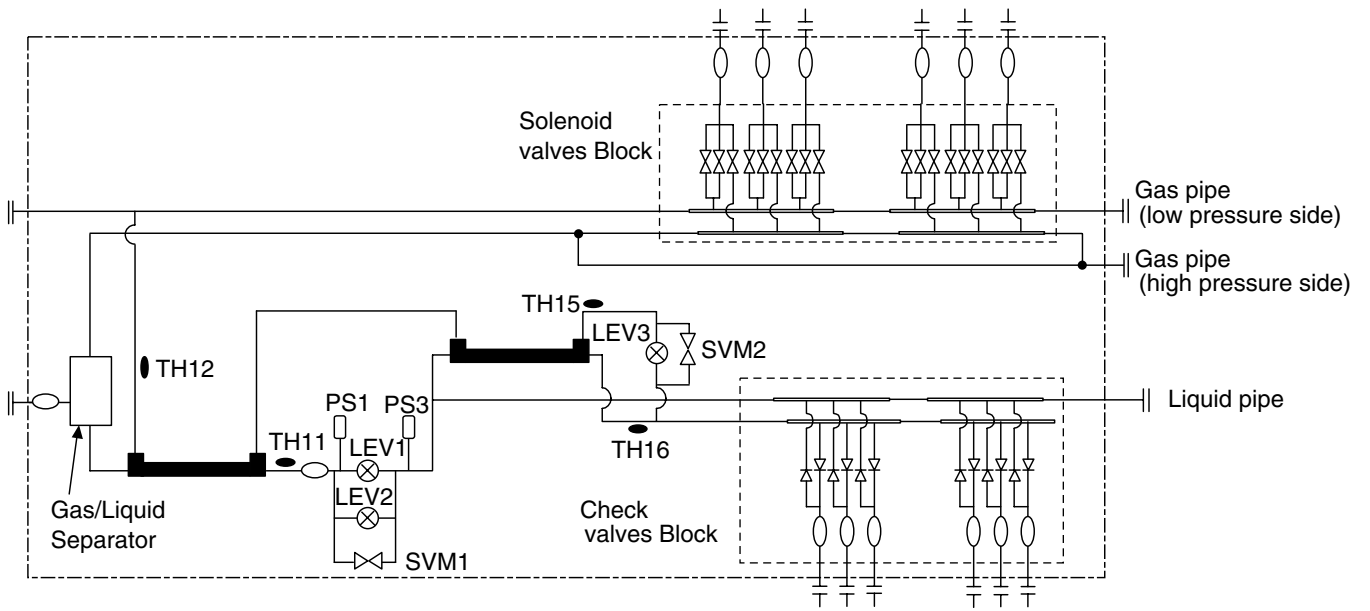 Solenoid
valves Block
Gas pipe
(low pressure side)
Gas pipe
(high pressure side)
TH15
LEV3
SVM2
TH12
PS1
PS3
Liquid pipe
TH11
LEV1
TH16
LEV2
Gas/Liquid
Separator
Check
valves Block
SVM1